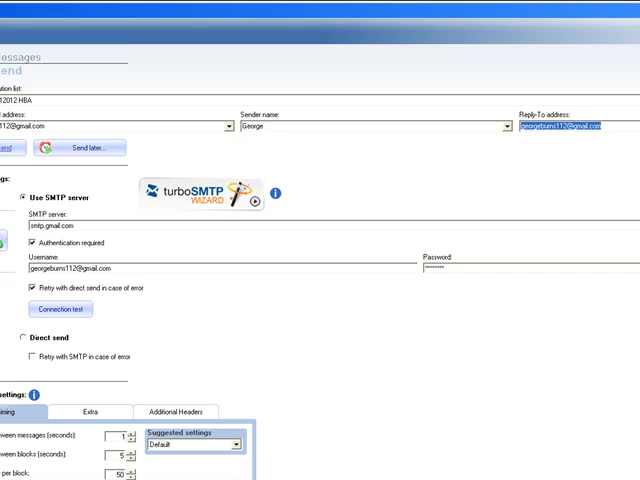 essages
end
ution list:
12012 HBA
l address:
Sender name:
Reply-To address:
112@gmail.com
George
georgeburns112@gmail.com
end
Send later...
gs:
Use SMTP server
turboSMTP
WIZARD
SMTP server:
smtp.gmail.com
Authentication required
Username:
Password:
georgeburns112@gmail.com
********
Retry with direct send in case of error
Connection test
Direct send
Retry with SMTP in case of error
settings:
iming
Extra
Additional Headers
ween messages (seconds):
1
Suggested settings
Default
ween blocks (seconds):
5
per block:
50